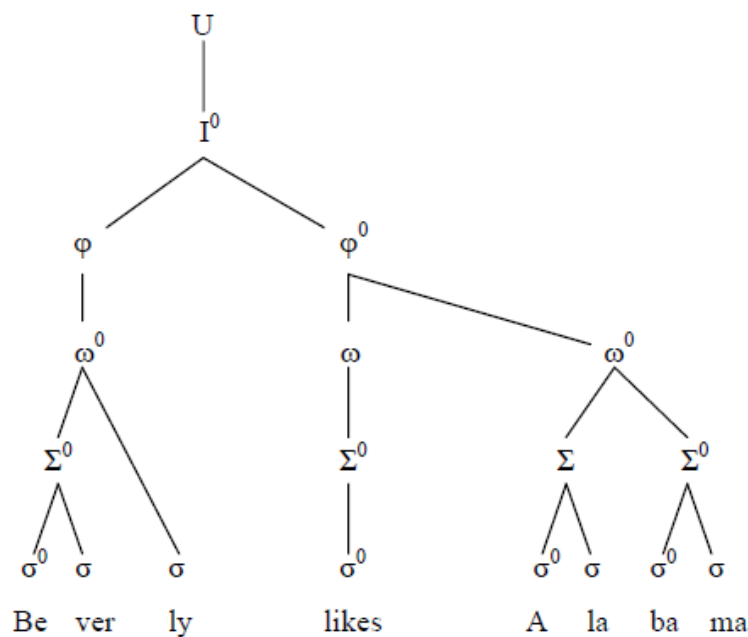 U
I⁰
φ φ⁰
ω⁰ ω ω⁰
Σ⁰ Σ⁰ Σ Σ⁰
σ⁰ σ σ σ⁰ σ⁰ σ σ⁰ σ
Be ver ly likes A la ba ma